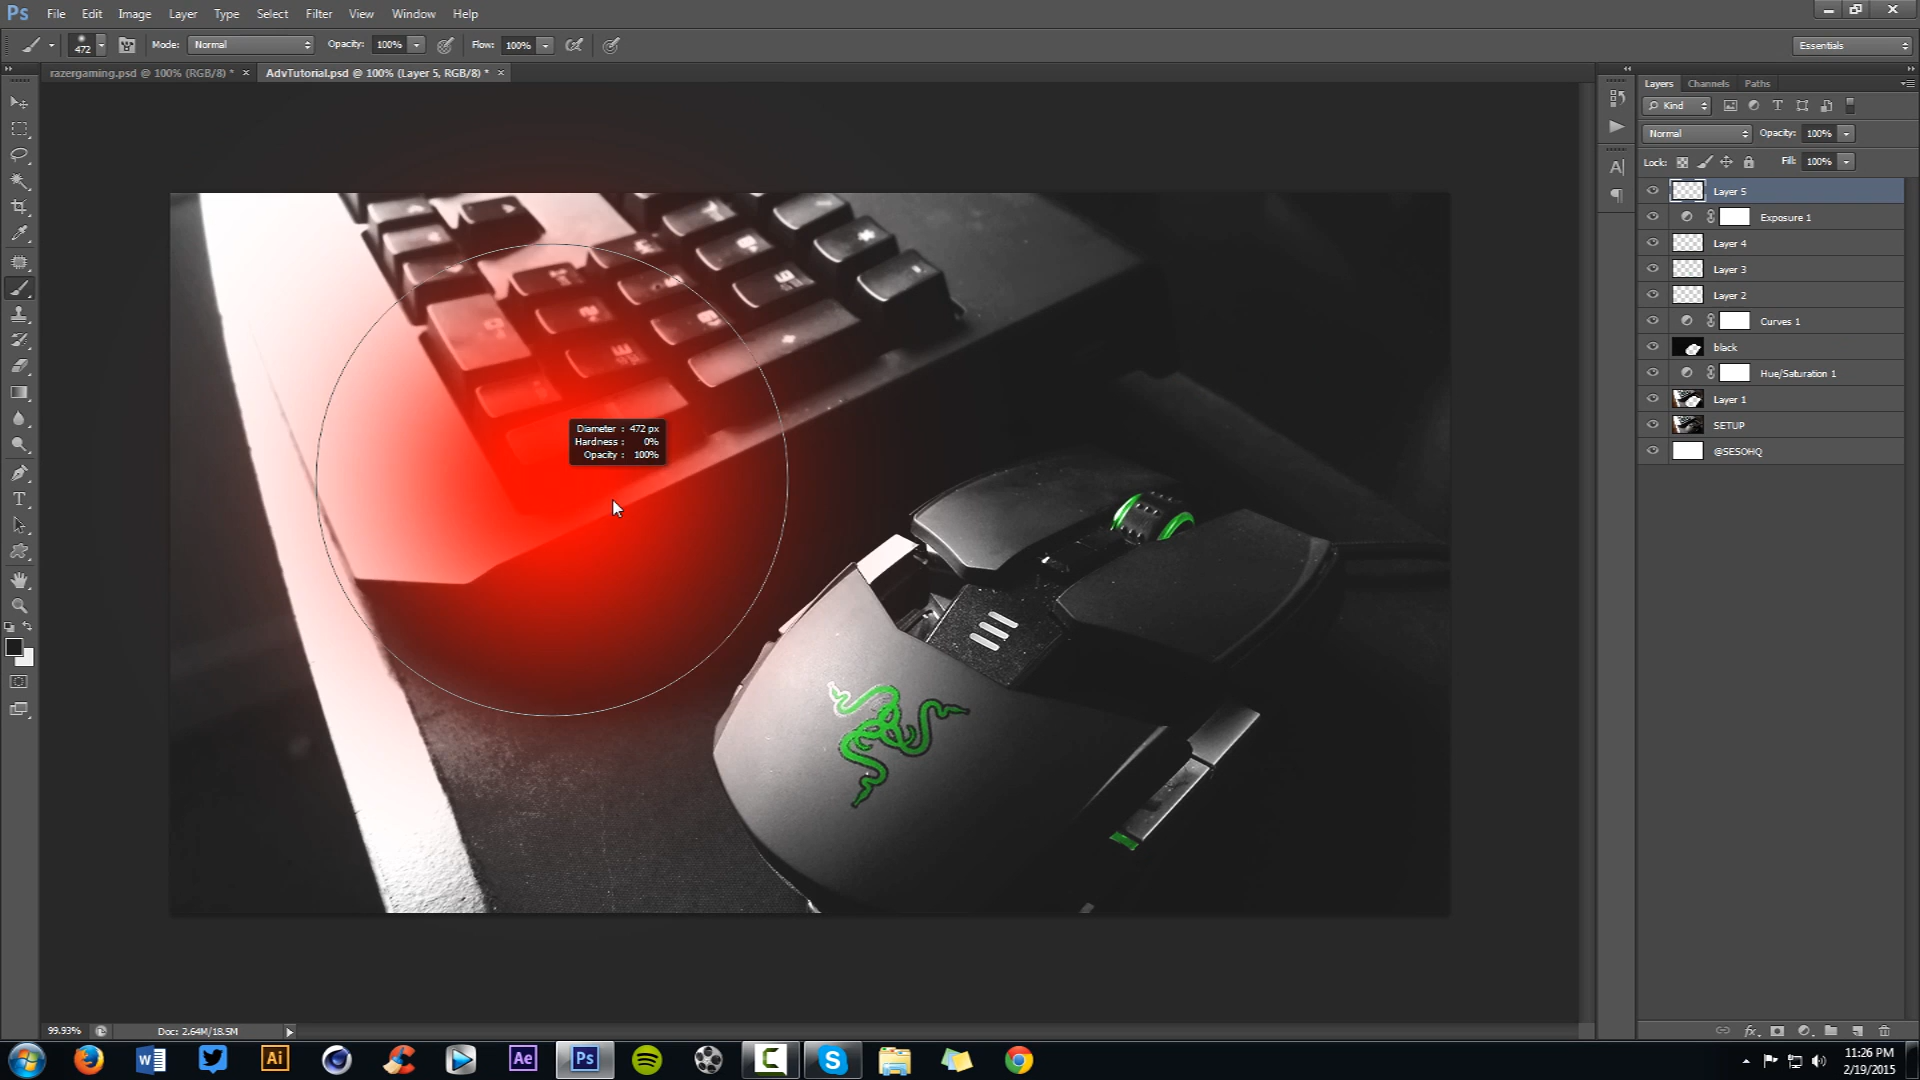 Ps File Edit Image Layer Type Select Filter View Window Help
472 Mode: Normal Opacity: 100% Flow: 100% Essentials
razergaming.psd @ 100% (RGB/8) * × AdvTutorial.psd @ 100% (Layer 5, RGB/8) * ×
Layers Channels Paths
Kind
Normal Opacity: 100%
Lock: Fill: 100%
Layer 5
Exposure 1
Layer 4
Layer 3
Layer 2
Curves 1
black
Hue/Saturation 1
Layer 1
SETUP
@SESOHQ
Diameter : 472 px
Hardness : 0%
Opacity : 100%
99.93% Doc: 2.64M/18.5M
Ai Ae Ps
11:26 PM
2/19/2015